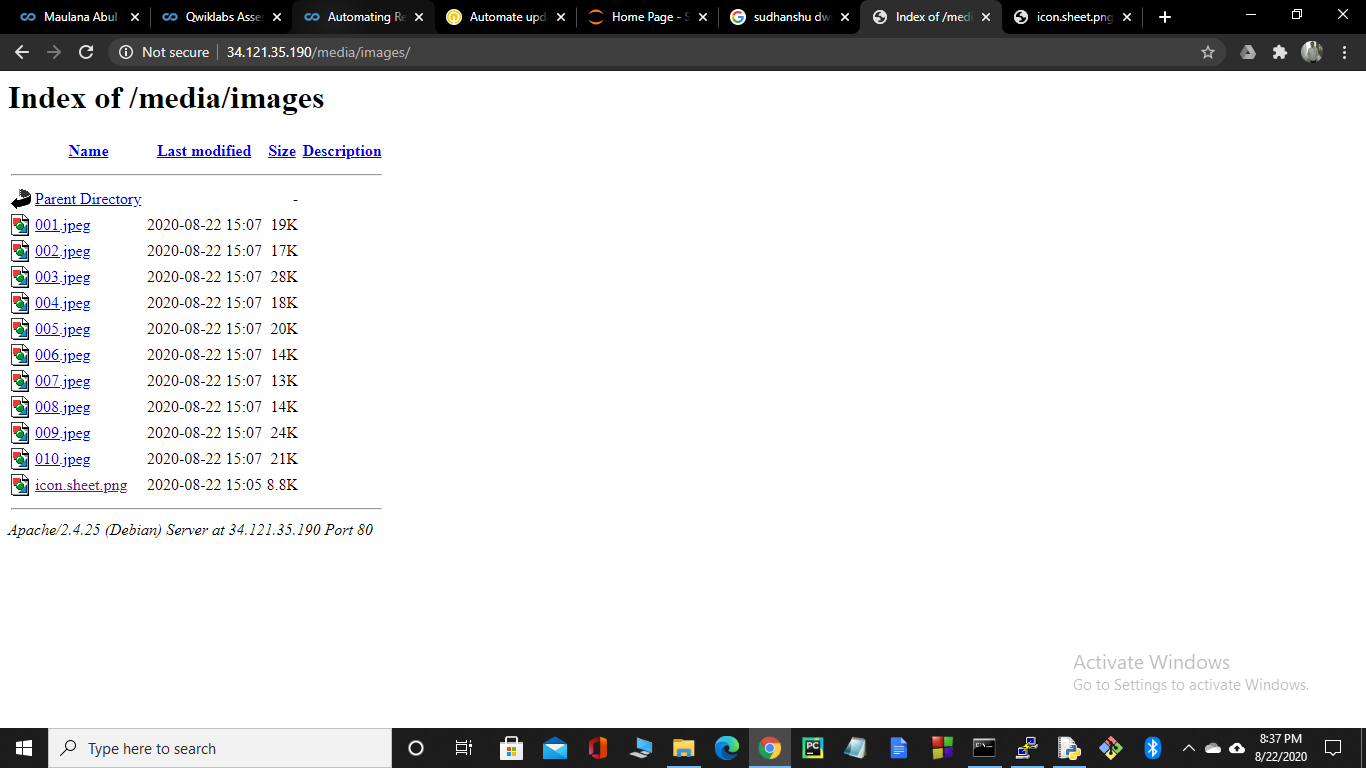 Maulana Abul
Qwiklabs Asse
Automating Re
Automate upd
Home Page - S
sudhanshu dw
Index of /medi
icon.sheet.png
Not secure
34.121.35.190/media/images/
Index of /media/images
Name Last modified Size Description
Parent Directory -
001.jpeg 2020-08-22 15:07 19K
002.jpeg 2020-08-22 15:07 17K
003.jpeg 2020-08-22 15:07 28K
004.jpeg 2020-08-22 15:07 18K
005.jpeg 2020-08-22 15:07 20K
006.jpeg 2020-08-22 15:07 14K
007.jpeg 2020-08-22 15:07 13K
008.jpeg 2020-08-22 15:07 14K
009.jpeg 2020-08-22 15:07 24K
010.jpeg 2020-08-22 15:07 21K
icon.sheet.png 2020-08-22 15:05 8.8K
Apache/2.4.25 (Debian) Server at 34.121.35.190 Port 80
Activate Windows
Go to Settings to activate Windows.
Type here to search
PC
8:37 PM
8/22/2020